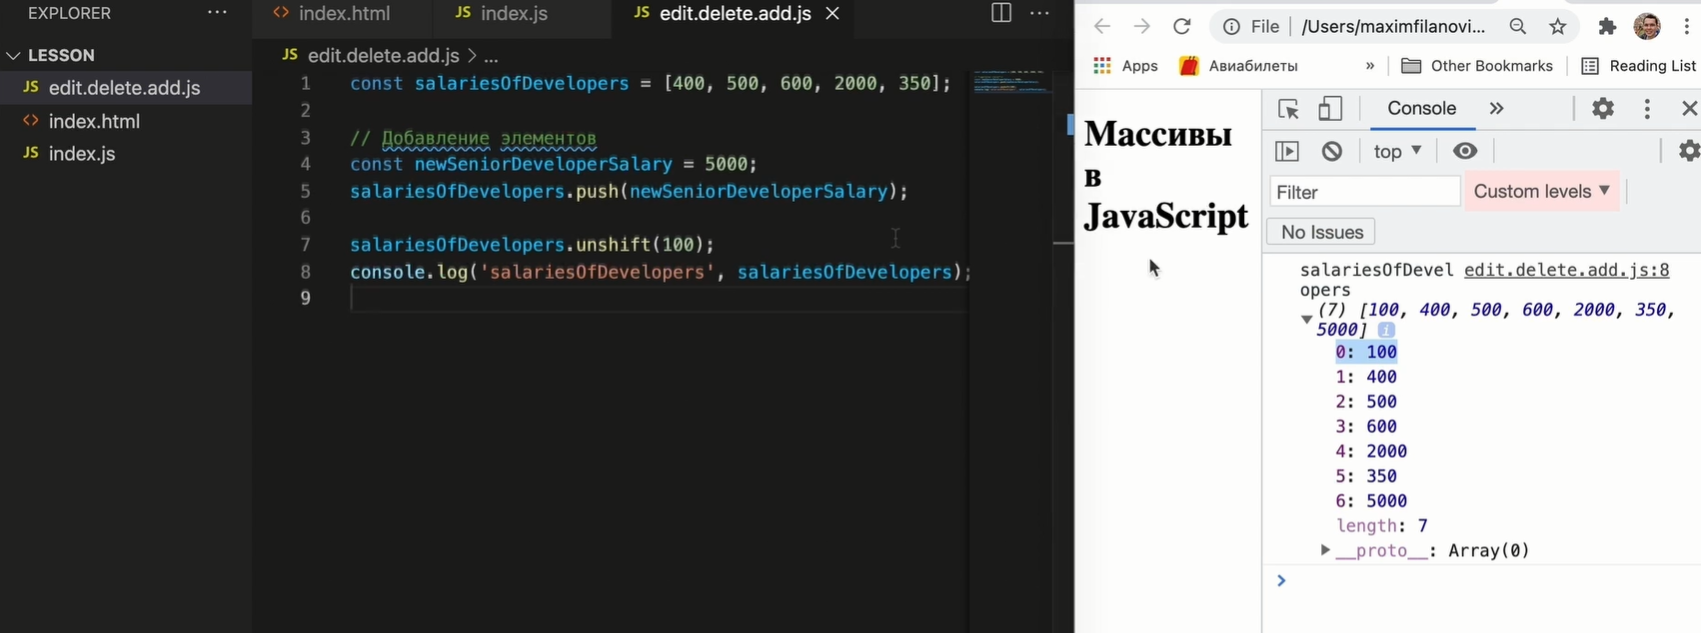 EXPLORER ...
LESSON
JS edit.delete.add.js
<> index.html
JS index.js
<> index.html
JS index.js
JS edit.delete.add.js ×
...
JS edit.delete.add.js > ...
1 const salariesOfDevelopers = [400, 500, 600, 2000, 350];
2
3 // Добавление элементов
4 const newSeniorDeveloperSalary = 5000;
5 salariesOfDevelopers.push(newSeniorDeveloperSalary);
6
7 salariesOfDevelopers.unshift(100);
8 console.log('salariesOfDevelopers', salariesOfDevelopers);
9
File | /Users/maximfilanovi...
Apps Авиабилеты » Other Bookmarks Reading List
Массивы
в
JavaScript
Console »
top ▼
Filter Custom levels ▼
No Issues
salariesOfDevel edit.delete.add.js:8
opers
(7) [100, 400, 500, 600, 2000, 350,
5000] i
0: 100
1: 400
2: 500
3: 600
4: 2000
5: 350
6: 5000
length: 7
__proto__: Array(0)
>